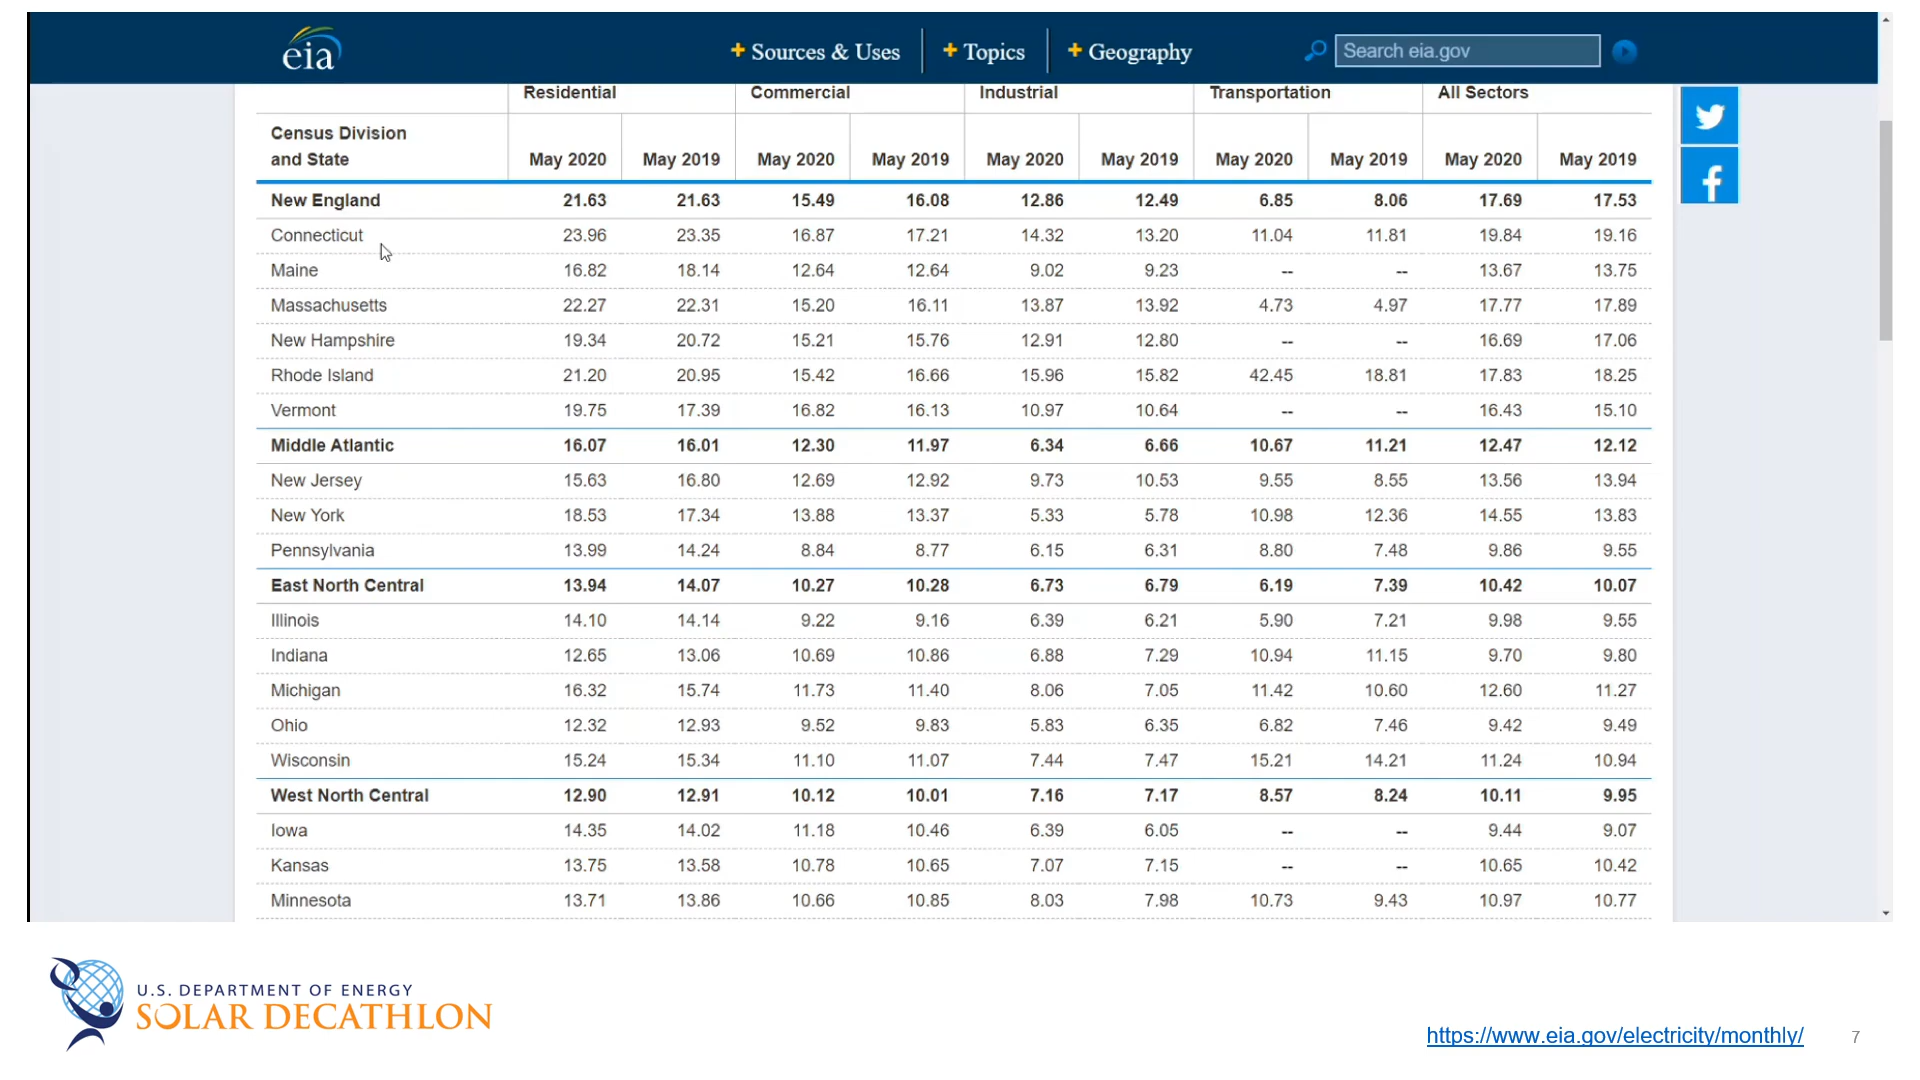 eia
+ Sources & Uses + Topics + Geography Search eia.gov
Residential Commercial Industrial Transportation All Sectors
Census Division
and State May 2020 May 2019 May 2020 May 2019 May 2020 May 2019 May 2020 May 2019 May 2020 May 2019
New England 21.63 21.63 15.49 16.08 12.86 12.49 6.85 8.06 17.69 17.53
Connecticut 23.96 23.35 16.87 17.21 14.32 13.20 11.04 11.81 19.84 19.16
Maine 16.82 18.14 12.64 12.64 9.02 9.23 -- -- 13.67 13.75
Massachusetts 22.27 22.31 15.20 16.11 13.87 13.92 4.73 4.97 17.77 17.89
New Hampshire 19.34 20.72 15.21 15.76 12.91 12.80 -- -- 16.69 17.06
Rhode Island 21.20 20.95 15.42 16.66 15.96 15.82 42.45 18.81 17.83 18.25
Vermont 19.75 17.39 16.82 16.13 10.97 10.64 -- -- 16.43 15.10
Middle Atlantic 16.07 16.01 12.30 11.97 6.34 6.66 10.67 11.21 12.47 12.12
New Jersey 15.63 16.80 12.69 12.92 9.73 10.53 9.55 8.55 13.56 13.94
New York 18.53 17.34 13.88 13.37 5.33 5.78 10.98 12.36 14.55 13.83
Pennsylvania 13.99 14.24 8.84 8.77 6.15 6.31 8.80 7.48 9.86 9.55
East North Central 13.94 14.07 10.27 10.28 6.73 6.79 6.19 7.39 10.42 10.07
Illinois 14.10 14.14 9.22 9.16 6.39 6.21 5.90 7.21 9.98 9.55
Indiana 12.65 13.06 10.69 10.86 6.88 7.29 10.94 11.15 9.70 9.80
Michigan 16.32 15.74 11.73 11.40 8.06 7.05 11.42 10.60 12.60 11.27
Ohio 12.32 12.93 9.52 9.83 5.83 6.35 6.82 7.46 9.42 9.49
Wisconsin 15.24 15.34 11.10 11.07 7.44 7.47 15.21 14.21 11.24 10.94
West North Central 12.90 12.91 10.12 10.01 7.16 7.17 8.57 8.24 10.11 9.95
Iowa 14.35 14.02 11.18 10.46 6.39 6.05 -- -- 9.44 9.07
Kansas 13.75 13.58 10.78 10.65 7.07 7.15 -- -- 10.65 10.42
Minnesota 13.71 13.86 10.66 10.85 8.03 7.98 10.73 9.43 10.97 10.77
U.S. DEPARTMENT OF ENERGY
SOLAR DECATHLON
https://www.eia.gov/electricity/monthly/ 7